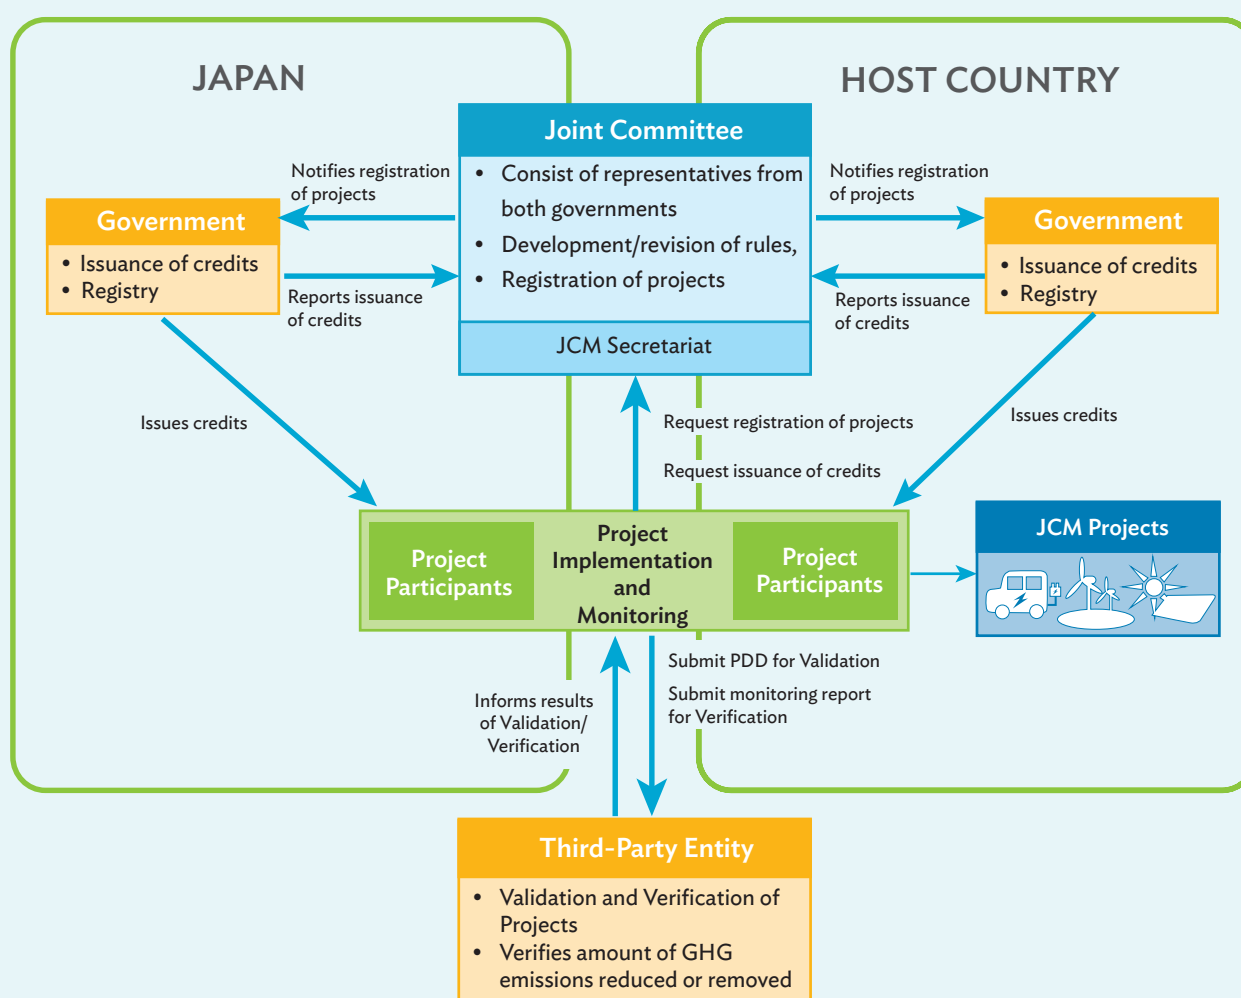 JAPAN
HOST COUNTRY
Joint Committee
• Consist of representatives from
both governments
• Development/revision of rules,
• Registration of projects
JCM Secretariat
Notifies registration
of projects
Notifies registration
of projects
Government
• Issuance of credits
• Registry
Reports issuance
of credits
Government
• Issuance of credits
• Registry
Reports issuance
of credits
Issues credits
Request registration of projects
Request issuance of credits
Issues credits
Project
Participants
Project
Implementation
and
Monitoring
Project
Participants
JCM Projects
Informs results
of Validation/
Verification
Submit PDD for Validation
Submit monitoring report
for Verification
Third-Party Entity
• Validation and Verification of
Projects
• Verifies amount of GHG
emissions reduced or removed